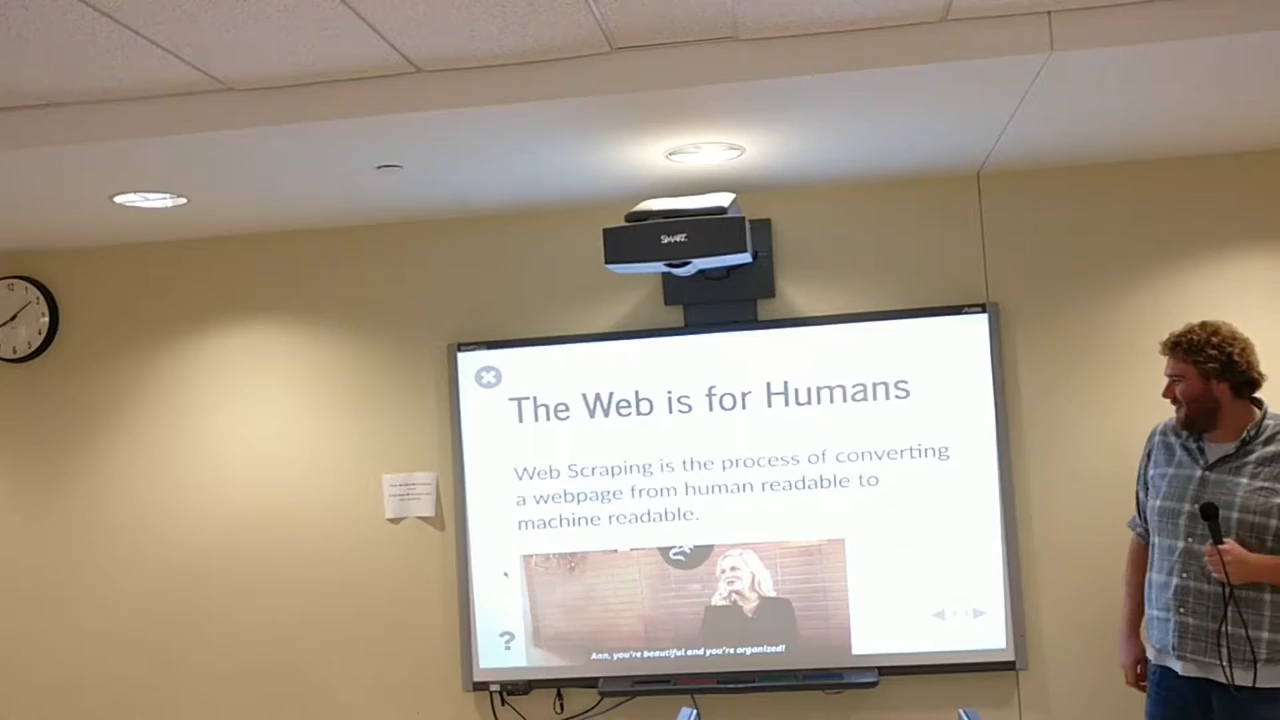 SMART
The Web is for Humans
Web Scraping is the process of converting
a webpage from human readable to
machine readable.
Ann, you're beautiful and you're organized!
?